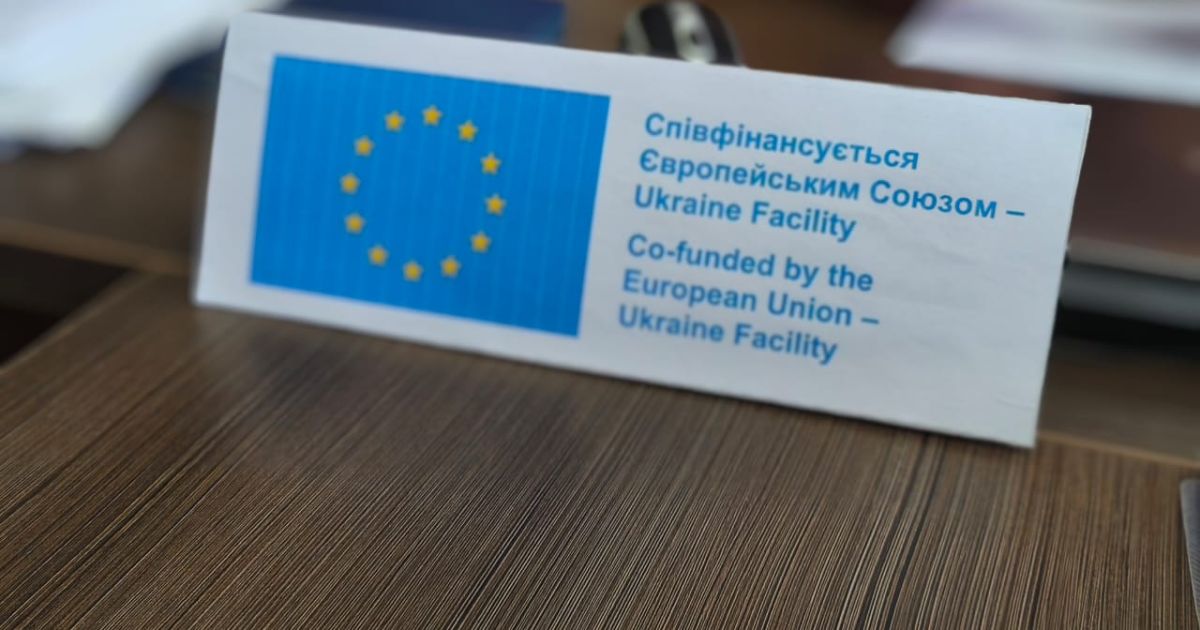 Співфінансується
Європейським Союзом –
Ukraine Facility
Co-funded by the
European Union –
Ukraine Facility